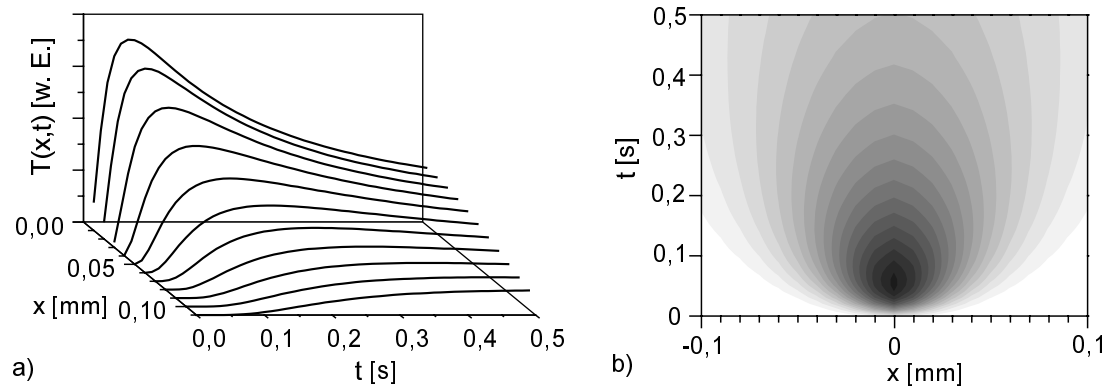 T(x,t) [w. E.]
0,00
0,05
x [mm] 0,10
0,0 0,1 0,2 0,3 0,4 0,5
t [s]
a)
0,5
0,4
0,3
t [s]
0,2
0,1
0
-0,1 0 0,1
x [mm]
b)